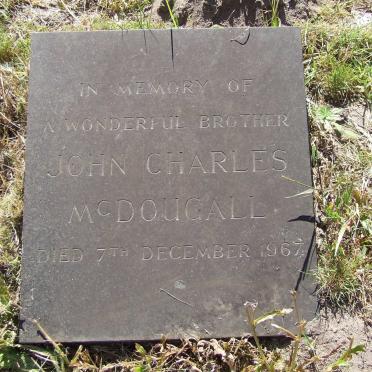 IN MEMORY OF
A WONDERFUL BROTHER
JOHN CHARLES
McDOUGALL
DIED 7TH DECEMBER 1967